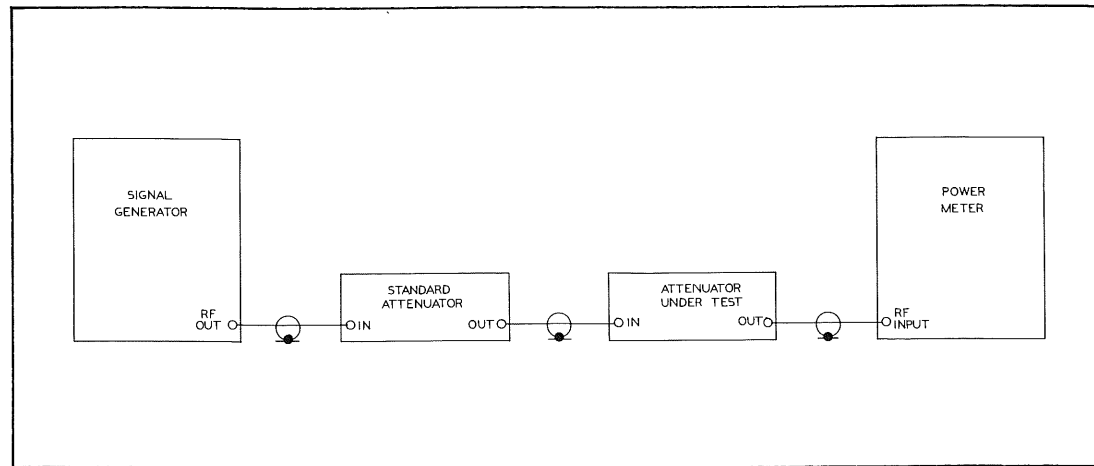 SIGNAL
GENERATOR
RF
OUT
IN
STANDARD
ATTENUATOR
OUT
IN
ATTENUATOR
UNDER TEST
OUT
POWER
METER
RF
INPUT